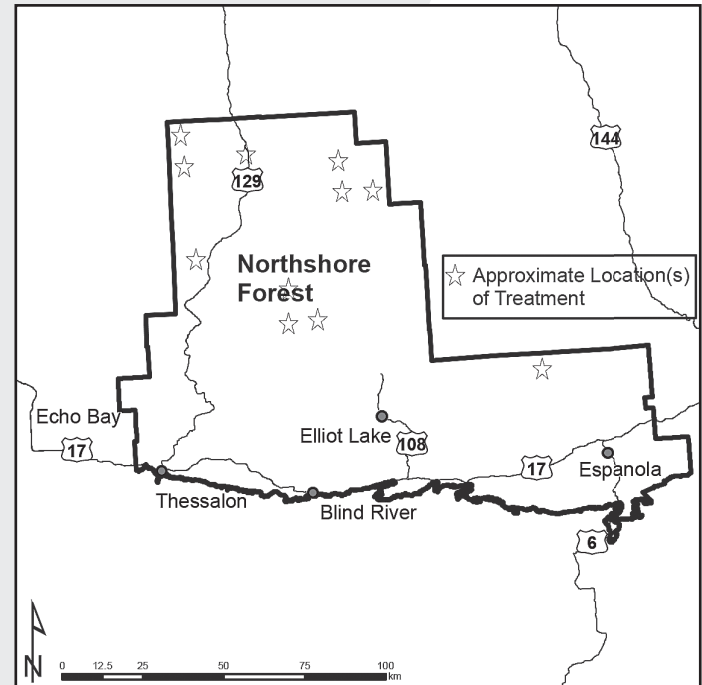 144
129
Northshore
Forest
Approximate Location(s)
of Treatment
Echo Bay
17
Elliot Lake
108
17
Espanola
Thessalon
Blind River
6
N
0 12.5 25 50 75 100
km